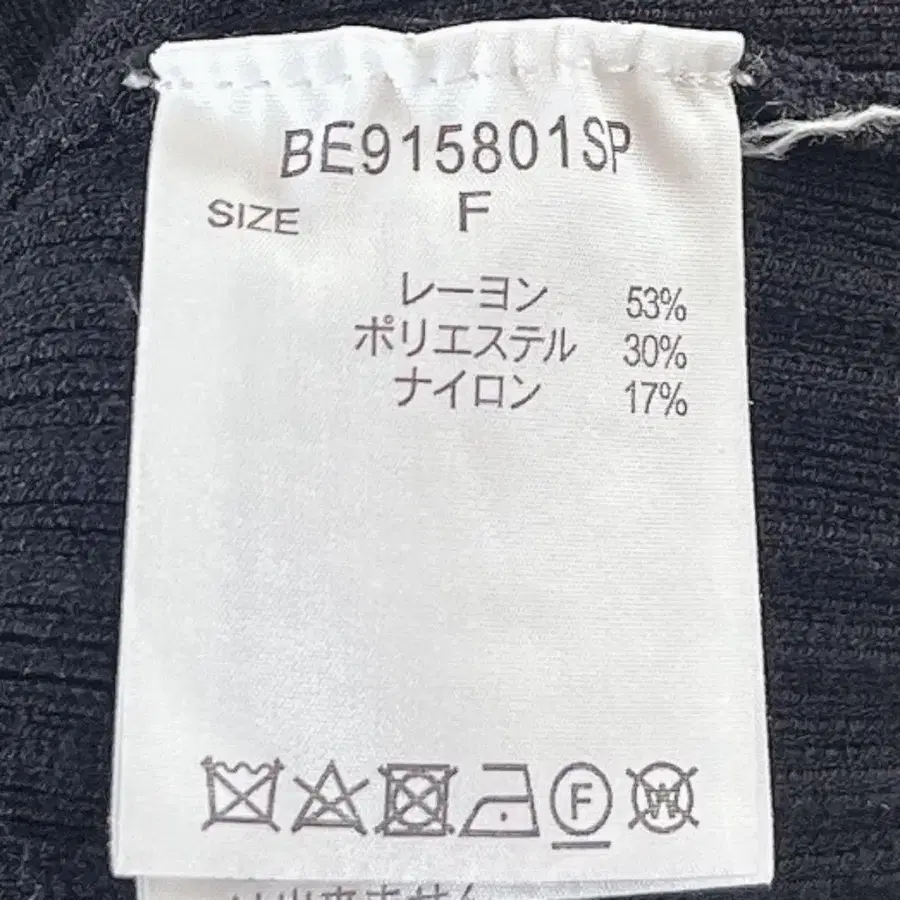 BE915801SP
SIZE F
レーヨン 53%
ポリエステル 30%
ナイロン 17%
F W